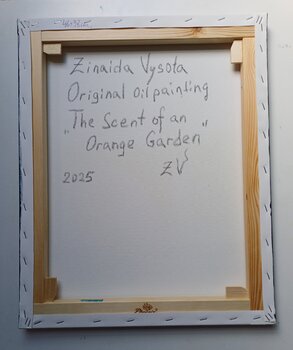 Zinaida Vysota
Original oil painting
"The Scent of an
Orange Garden"
2025 ZV